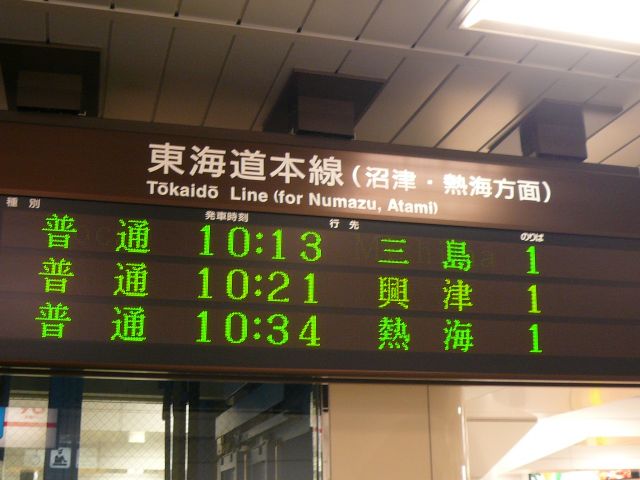 東海道本線(沼津・熱海方面)
Tōkaidō Line (for Numazu, Atami)
種別 発車時刻 行先 のりば
普通 10:13 三島 1
普通 10:21 興津 1
普通 10:34 熱海 1